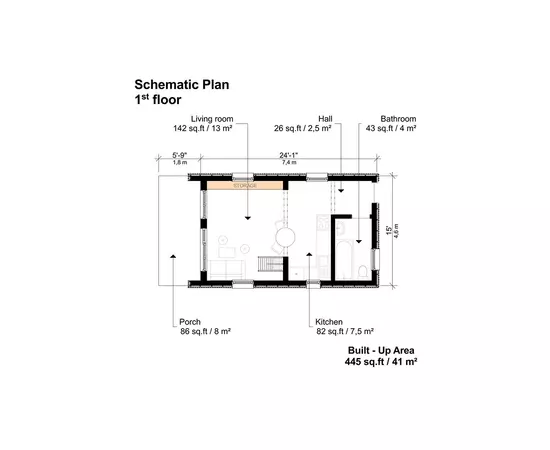 Schematic Plan
1st floor
Living room
142 sq.ft / 13 m²
Hall
26 sq.ft / 2,5 m²
Bathroom
43 sq.ft / 4 m²
5'-9"
1,8 m
24'-1"
7,4 m
STORAGE
15'
4,6 m
Porch
86 sq.ft / 8 m²
Kitchen
82 sq.ft / 7,5 m²
Built - Up Area
445 sq.ft / 41 m²